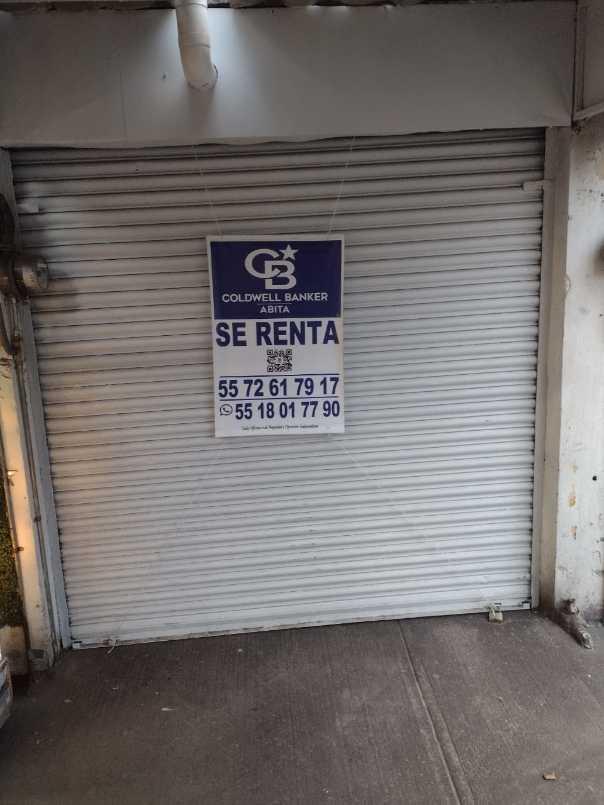 CB
COLDWELL BANKER
ABITA
SE RENTA
55 72 61 79 17
55 18 01 77 90